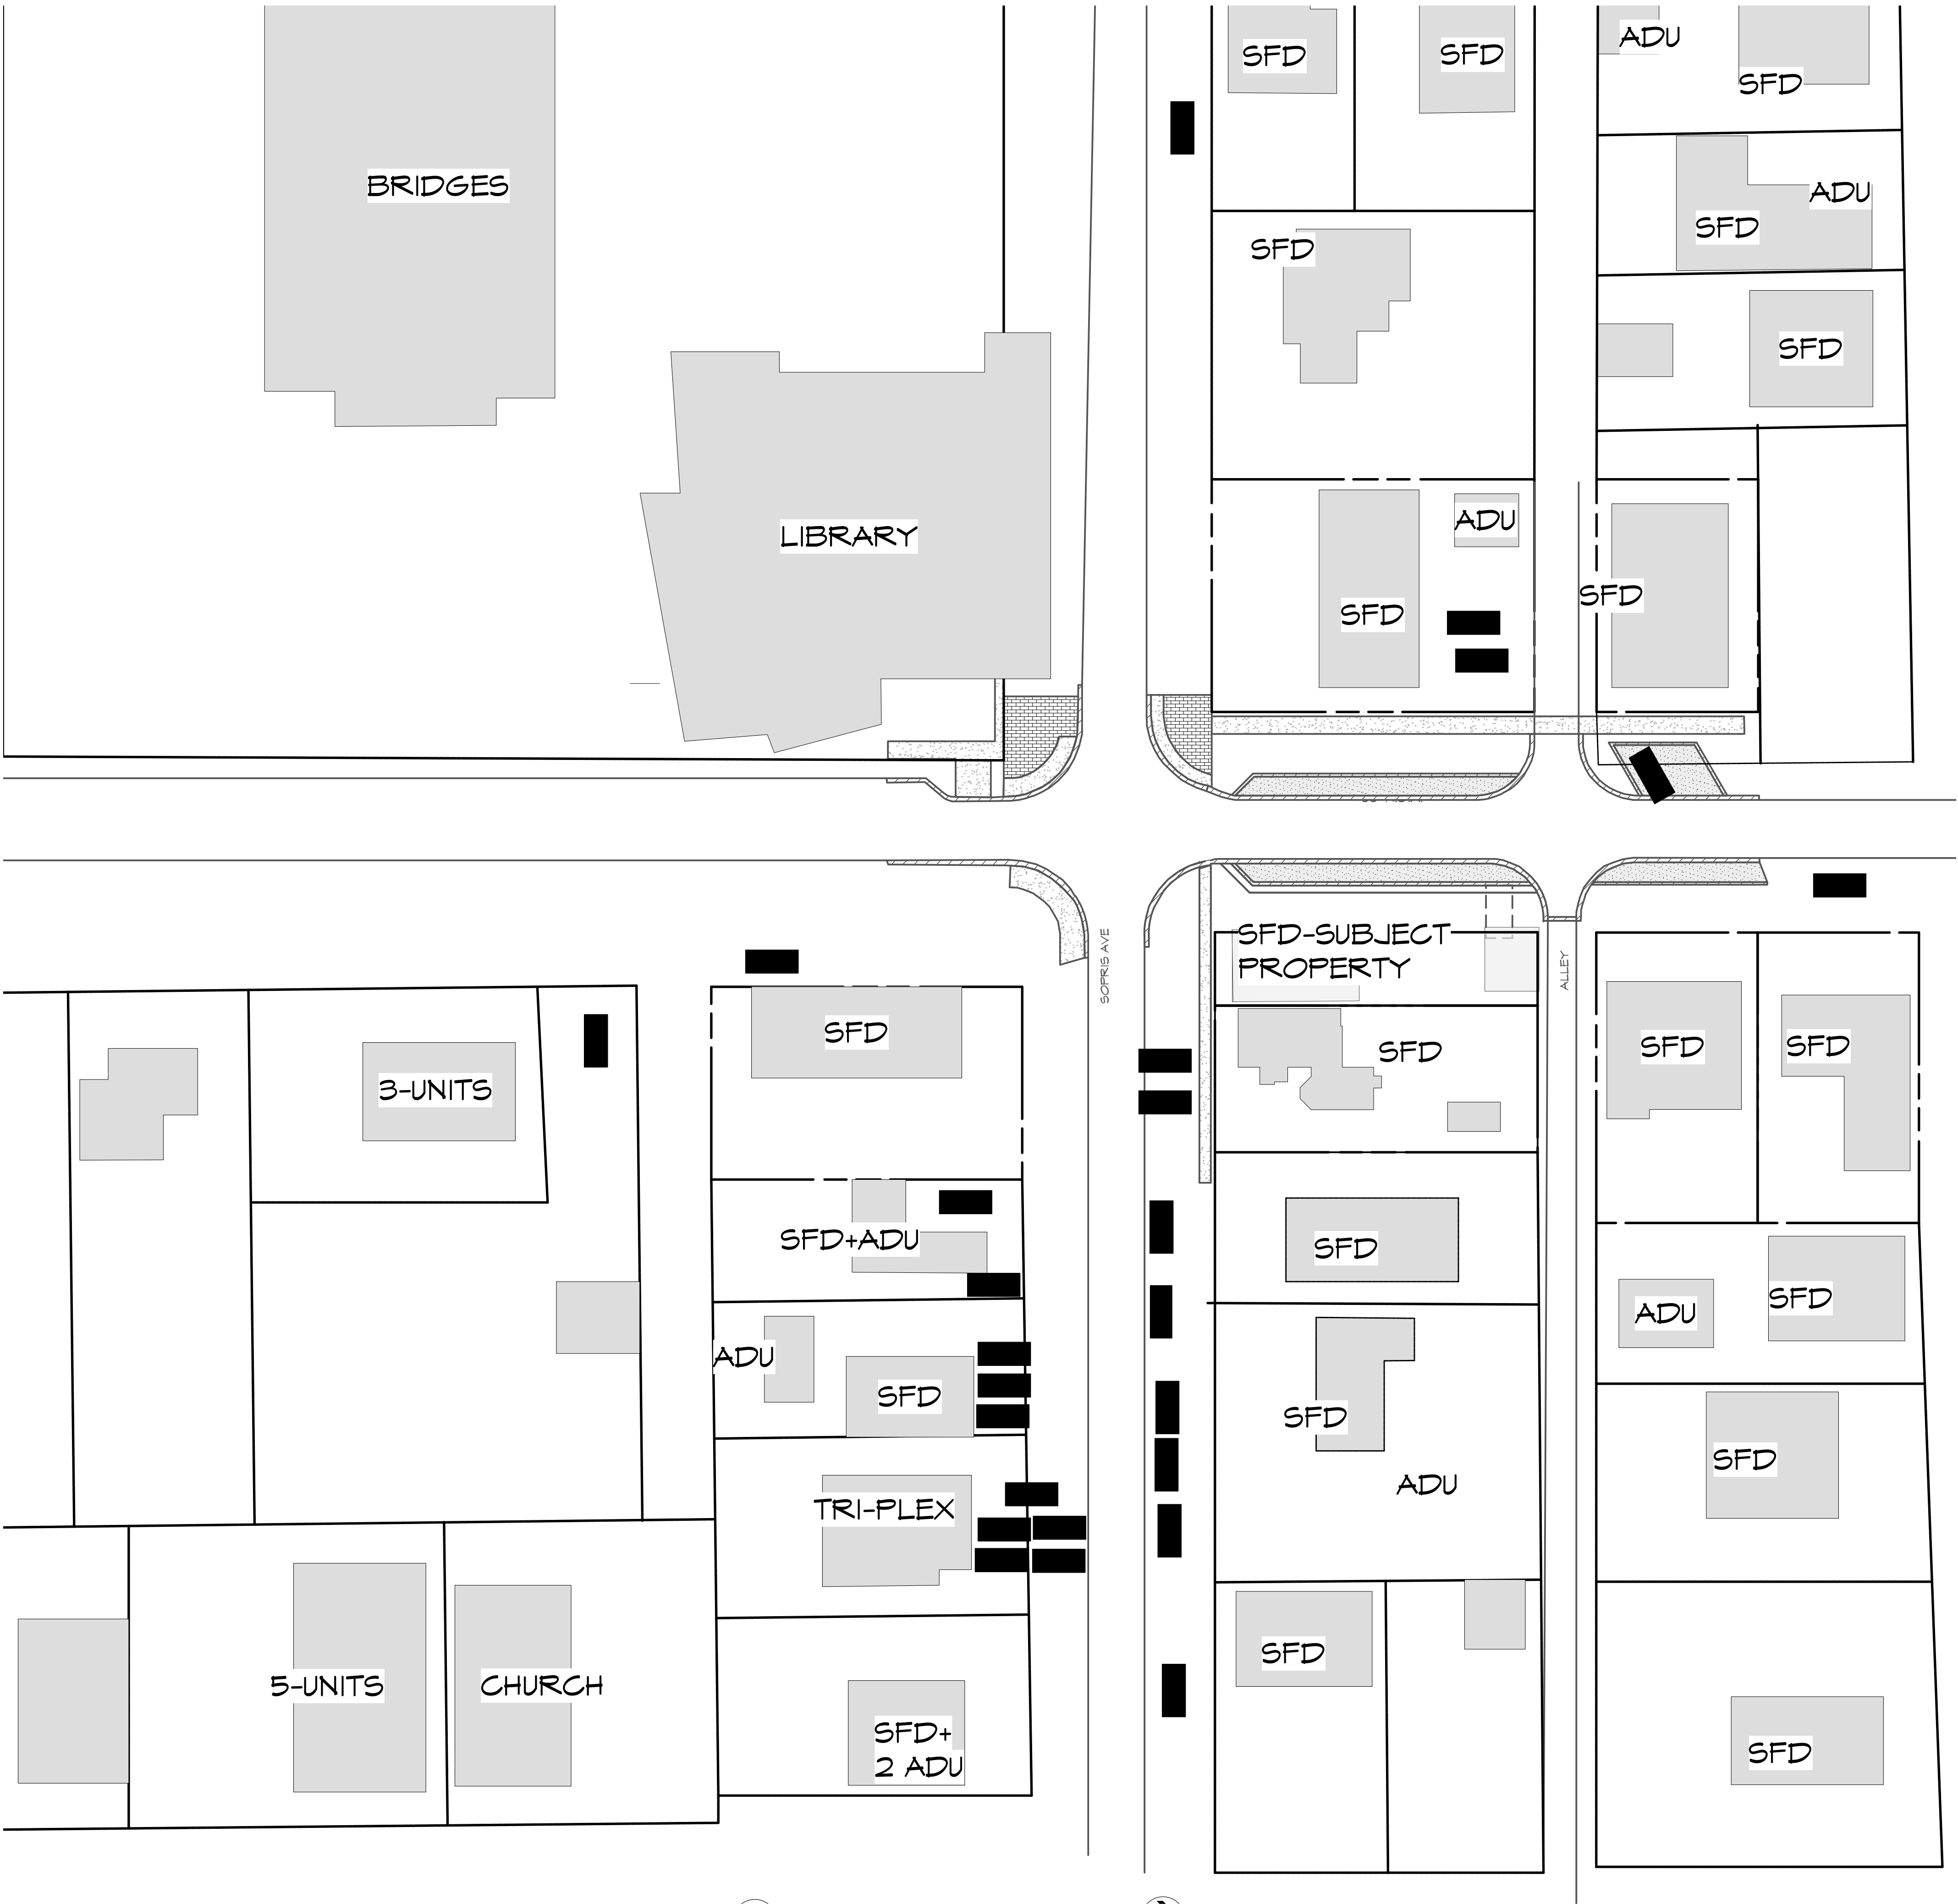 SFD
SFD
ADU
SFD
BRIDGES
ADU
SFD
SFD
SFD
LIBRARY
ADU
SFD
SFD
SFD-SUBJECT
PROPERTY
SOPRIS AVE
ALLEY
SFD
SFD
SFD
SFD
3-UNITS
SFD+ADU
SFD
ADU
SFD
ADU
SFD
SFD
ADU
SFD
TRI-PLEX
SFD
5-UNITS
CHURCH
SFD+
2 ADU
SFD
SFD